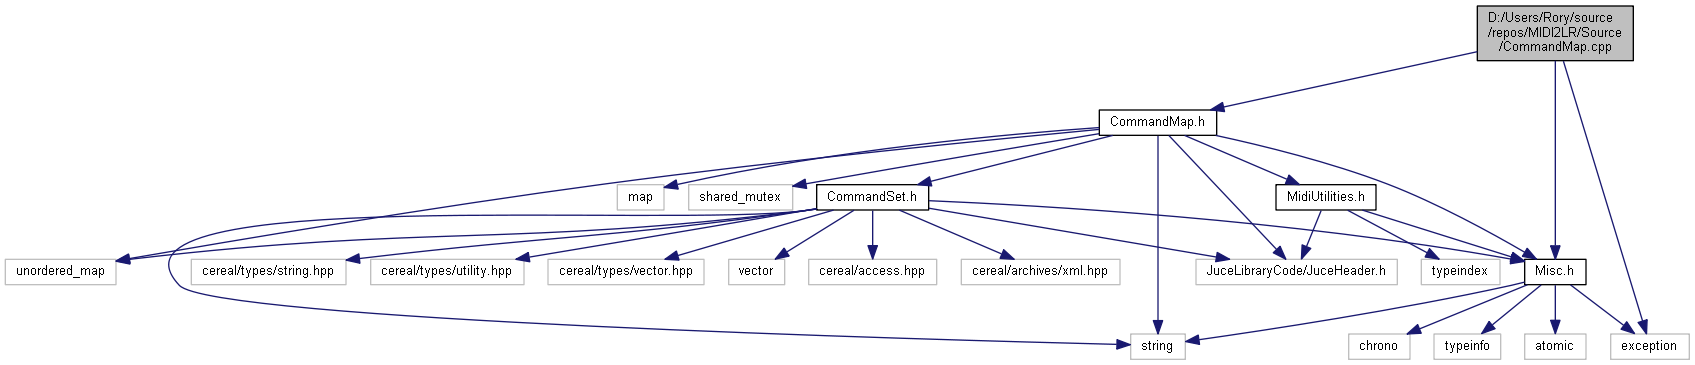 D:/Users/Rory/source
/repos/MIDI2LR/Source
/CommandMap.cpp
CommandMap.h
map
shared_mutex
CommandSet.h
MidiUtilities.h
unordered_map
cereal/types/string.hpp
cereal/types/utility.hpp
cereal/types/vector.hpp
vector
cereal/access.hpp
cereal/archives/xml.hpp
JuceLibraryCode/JuceHeader.h
typeindex
Misc.h
string
chrono
typeinfo
atomic
exception